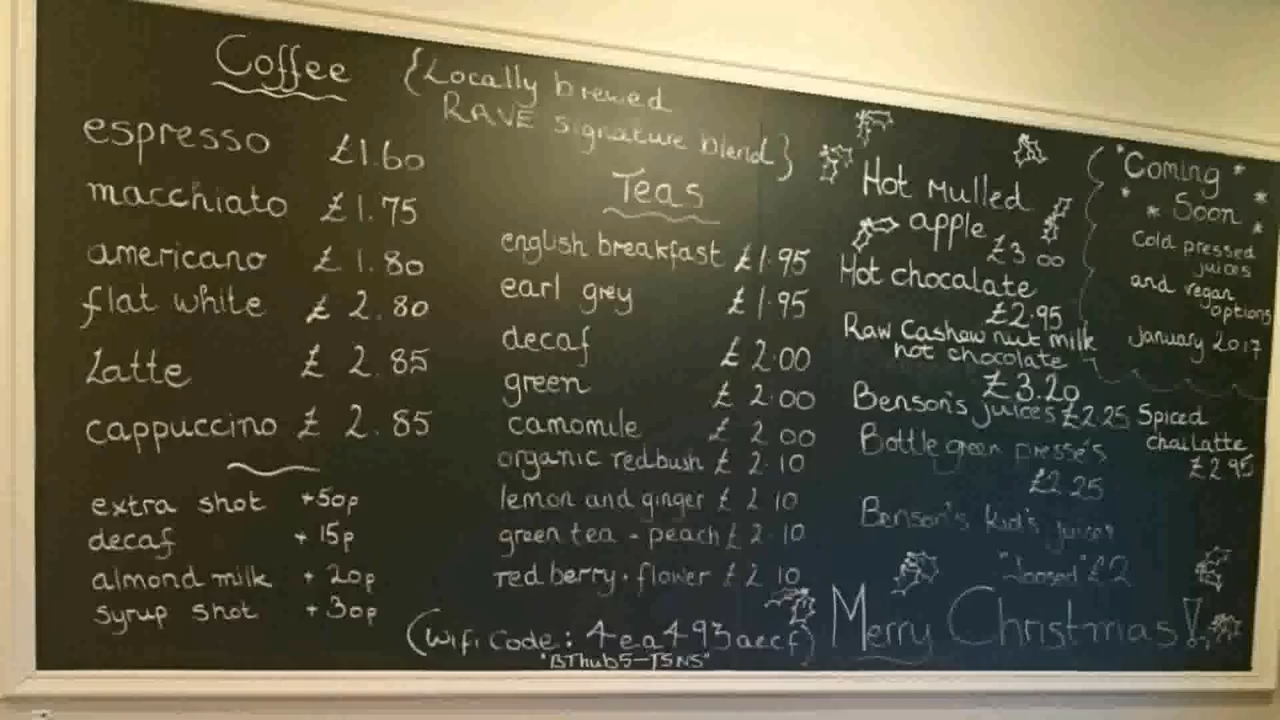 Coffee
{Locally brewed
RAVE signature blend}
espresso £1.60
macchiato £1.75
americano £1.80
flat white £2.80
Latte £2.85
cappuccino £2.85
extra shot +50p
decaf +15p
almond milk +20p
syrup shot +30p
Teas
english breakfast £1.95
earl grey £1.95
decaf £2.00
green £2.00
camomile £2.00
organic redbush £2.10
lemon and ginger £2.10
green tea - peach £2.10
red berry + flower £2.10
(Wifi Code: 4ea493aecf)
"BThub5-T5NS"
Hot Mulled
apple
£3.00
Hot chocolate
£2.95
Raw Cashew nut milk
hot chocolate
£3.20
Benson's juices £2.25
Bottle green pressé's
£2.25
Benson's kid's juices
£2
*Coming *
* * Soon *
Cold pressed
juices
and vegan
options
January 2017
Spiced
chai latte
£2.95
Merry Christmas!